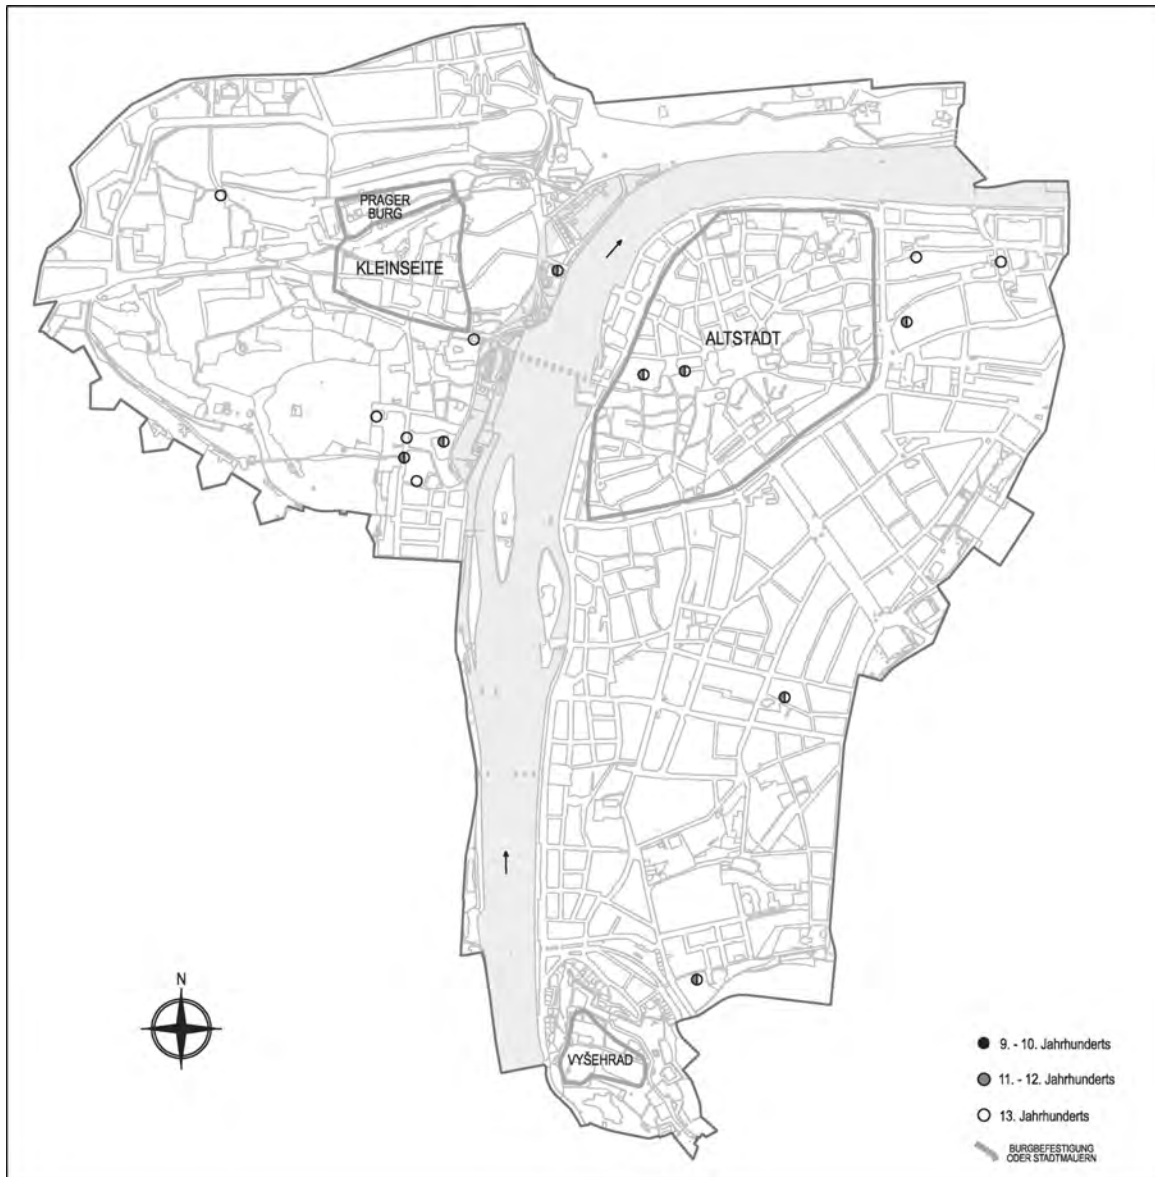 PRAGER
BURG
KLEINSEITE
ALTSTADT
N
VYŠEHRAD
9. - 10. Jahrhunderts
11. - 12. Jahrhunderts
13. Jahrhunderts
BURGBEFESTIGUNG
ODER STADTMAUERN